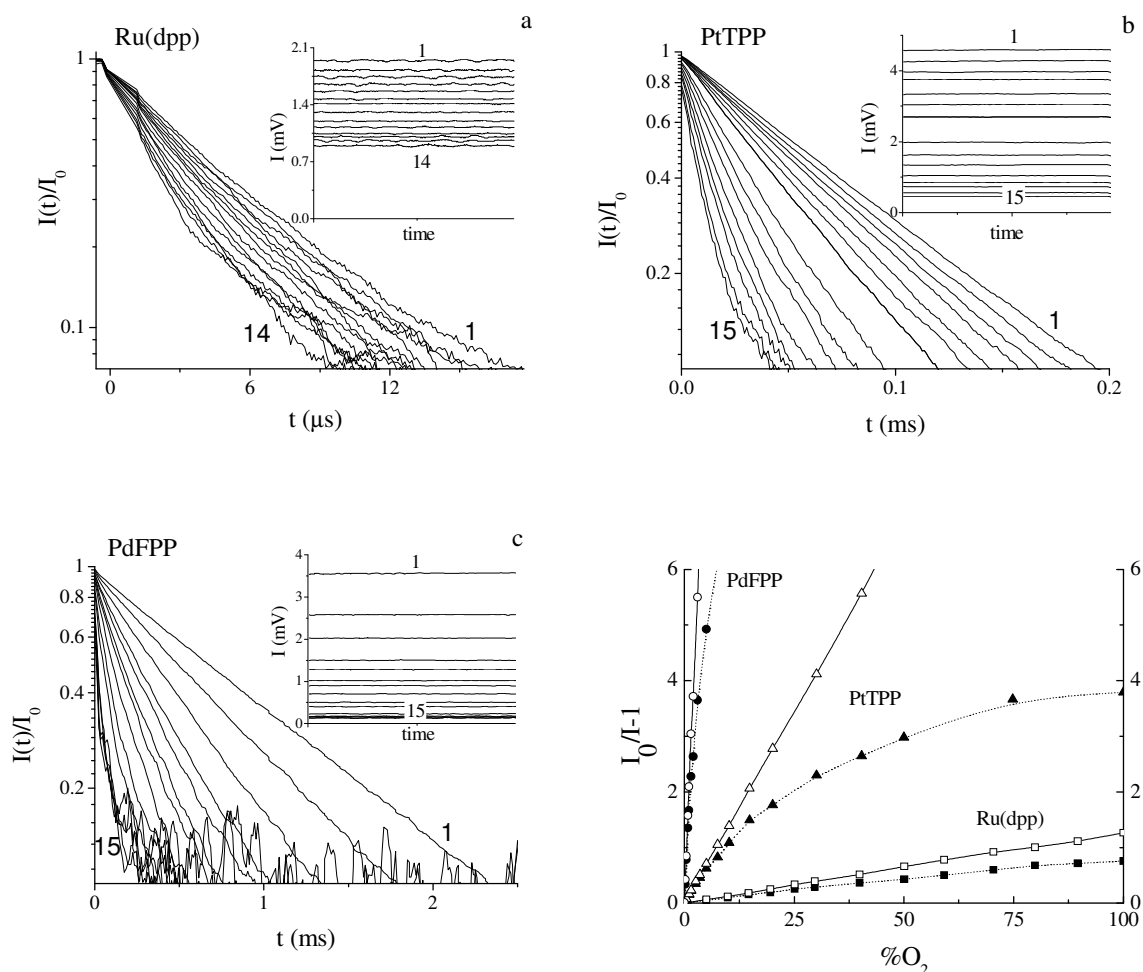 a
Ru(dpp)
1
I(t)/I0
0.1
0 6 12
t (µs)
14
1
2.1
1.4
0.7
0.0
I (mV)
1
14
time
b
PtTPP
1
0.8
0.6
0.4
0.2
I(t)/I0
0.0 0.1 0.2
t (ms)
15
1
4
2
0
I (mV)
1
15
time
c
PdFPP
1
0.8
0.6
0.4
0.2
I(t)/I0
0 1 2
t (ms)
15
1
4
3
2
1
0
I (mV)
1
15
time
6
4
2
0
I0/I-1
6
4
2
0
PdFPP
PtTPP
Ru(dpp)
0 25 50 75 100
%O2